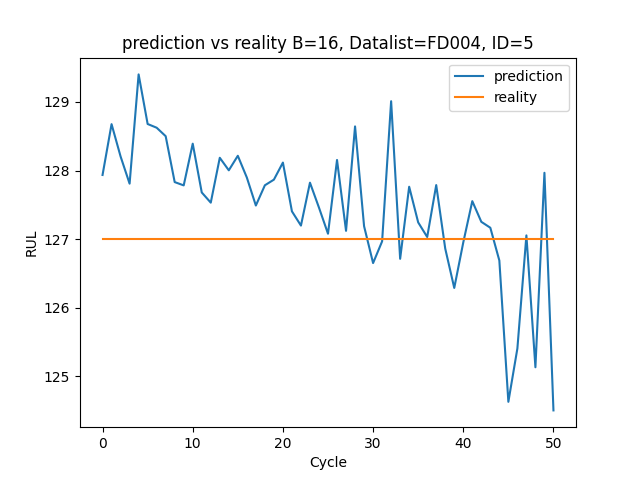 prediction vs reality B=16, Datalist=FD004, ID=5
prediction
reality
129
128
127
126
125
RUL
0 10 20 30 40 50
Cycle